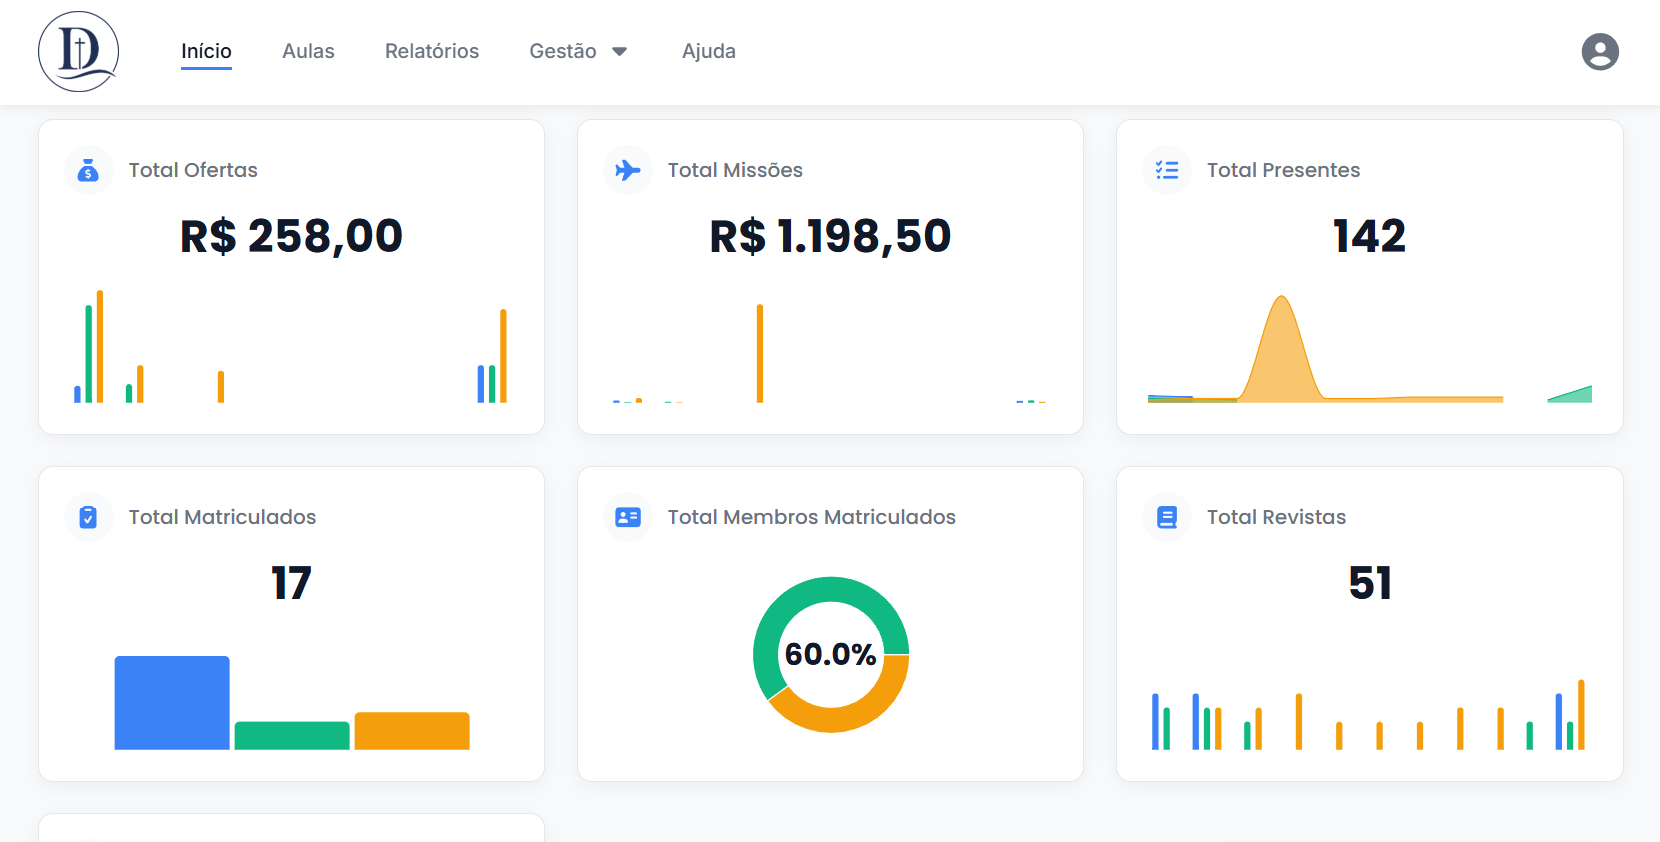 D
Início
Aulas
Relatórios
Gestão
Ajuda
Total Ofertas
R$ 258,00
Total Missões
R$ 1.198,50
Total Presentes
142
Total Matriculados
17
Total Membros Matriculados
60.0%
Total Revistas
51